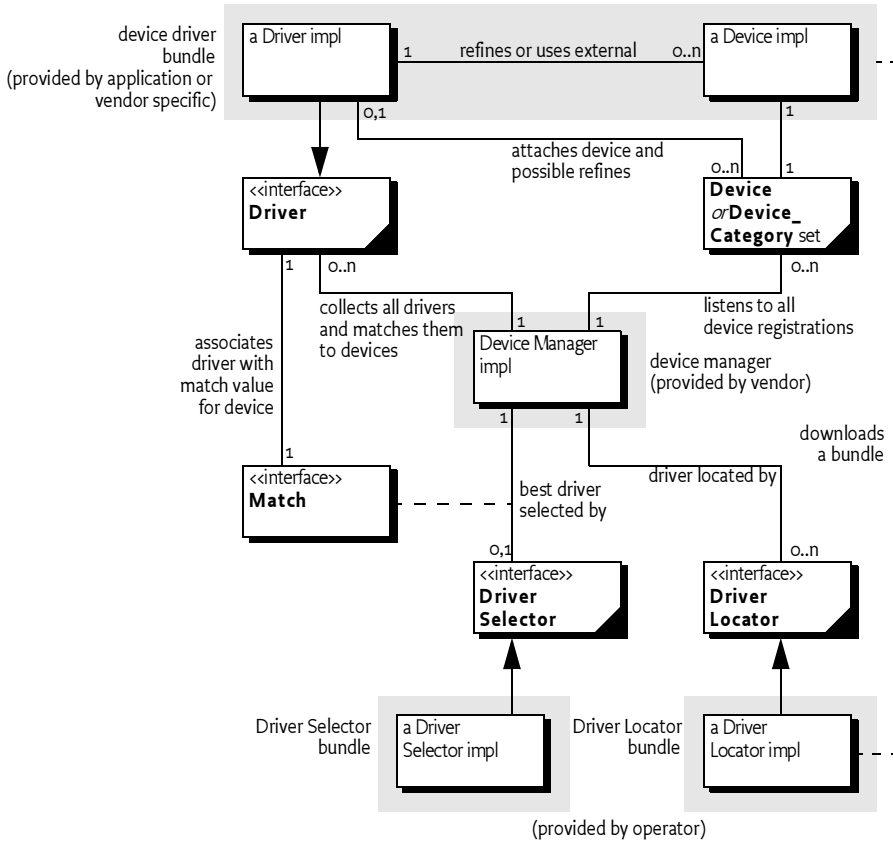 device driver
bundle
(provided by application or
vendor specific)
a Driver impl
1
refines or uses external
0..n
a Device impl
0,1
1
attaches device and
possible refines
0..n
1
<<interface>>
Driver
Device
orDevice_
Category set
1
0..n
0..n
collects all drivers
and matches them
to devices
1
1
listens to all
device registrations
associates
driver with
match value
for device
Device Manager
impl
device manager
(provided by vendor)
1
1
downloads
a bundle
1
<<interface>>
Match
best driver
selected by
driver located by
0,1
0..n
<<interface>>
Driver
Selector
<<interface>>
Driver
Locator
Driver Selector
bundle
a Driver
Selector impl
Driver Locator
bundle
a Driver
Locator impl
(provided by operator)